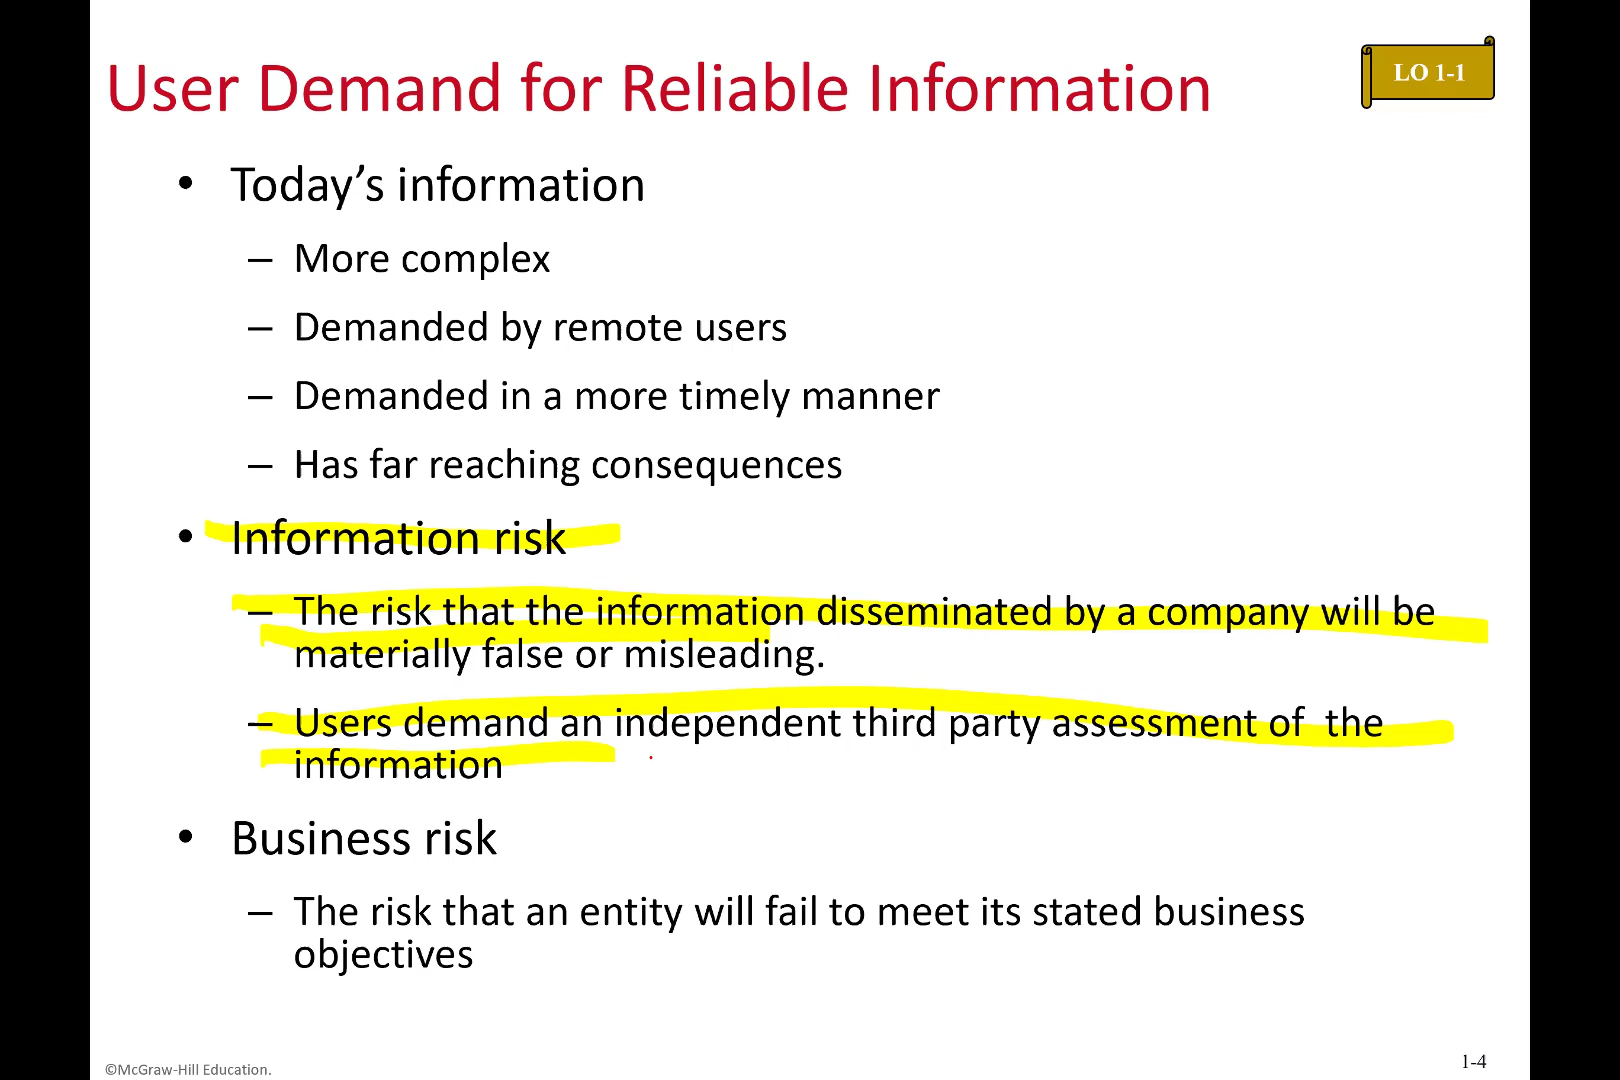 User Demand for Reliable Information
LO 1-1
• Today’s information
– More complex
– Demanded by remote users
– Demanded in a more timely manner
– Has far reaching consequences
• Information risk
– The risk that the information disseminated by a company will be
materially false or misleading.
– Users demand an independent third party assessment of  the
information
• Business risk
– The risk that an entity will fail to meet its stated business
objectives
©McGraw-Hill Education.
1-4